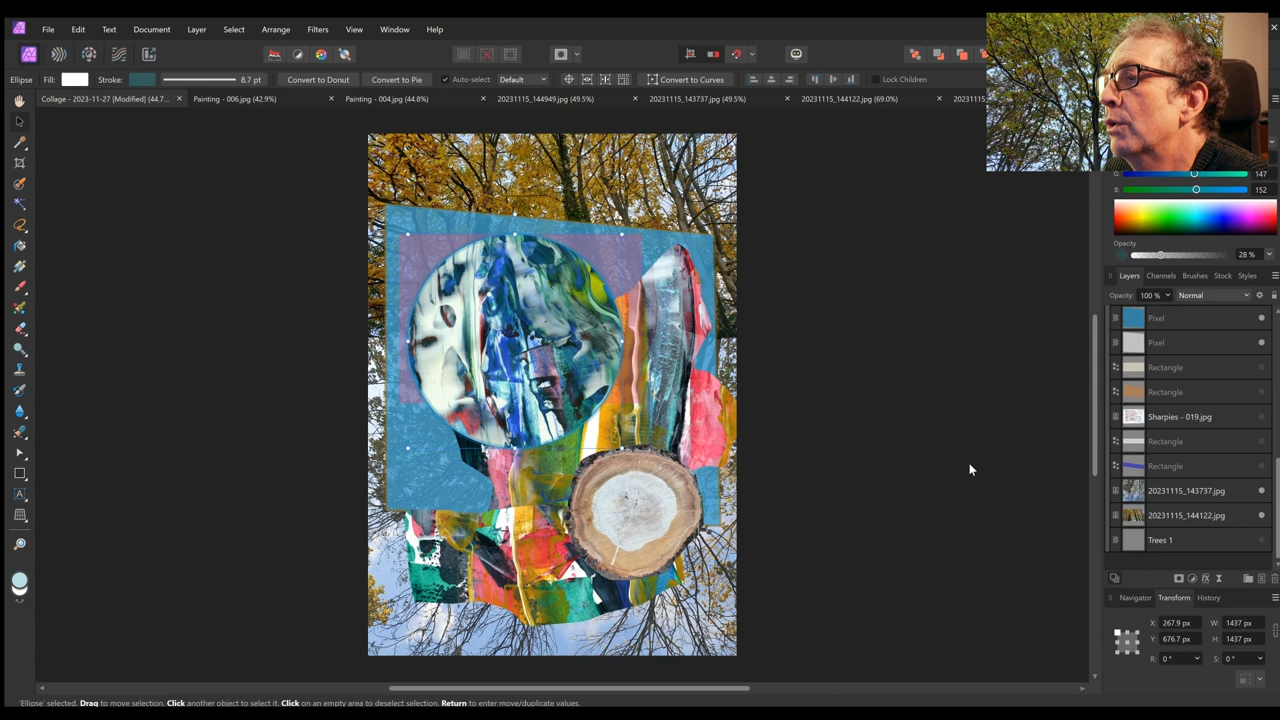 File Edit Text Document Layer Select Arrange Filters View Window Help
Ellipse Fill: Stroke: 8.7 pt Convert to Donut Convert to Pie Auto-select: Default Convert to Curves Lock Children
Collage - 2023-11-27 [Modified] (44.7... × Painting - 006.jpg (42.9%) × Painting - 004.jpg (44.8%) × 20231115_144949.jpg (49.5%) × 20231115_143737.jpg (49.5%) × 20231115_144122.jpg (69.0%) × 20231115_
G: 147
B: 152
Opacity
28 %
Layers Channels Brushes Stock Styles
Opacity: 100 % Normal
Pixel
Pixel
Rectangle
Rectangle
Sharpies - 019.jpg
Rectangle
Rectangle
20231115_143737.jpg
20231115_144122.jpg
Trees 1
Navigator Transform History
X: 267.9 px W: 1437 px
Y: 676.7 px H: 1437 px
R: 0 ° S: 0 °
'Ellipse' selected. Drag to move selection. Click another object to select it. Click on an empty area to deselect selection. Return to enter move/duplicate values.